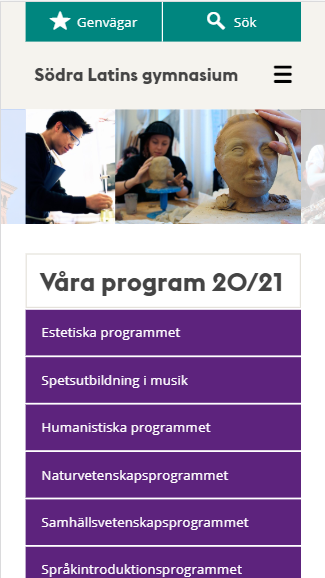 Genvägar
Sök
Södra Latins gymnasium
Våra program 20/21
Estetiska programmet
Spetsutbildning i musik
Humanistiska programmet
Naturvetenskapsprogrammet
Samhällsvetenskapsprogrammet
Språkintroduktionsprogrammet